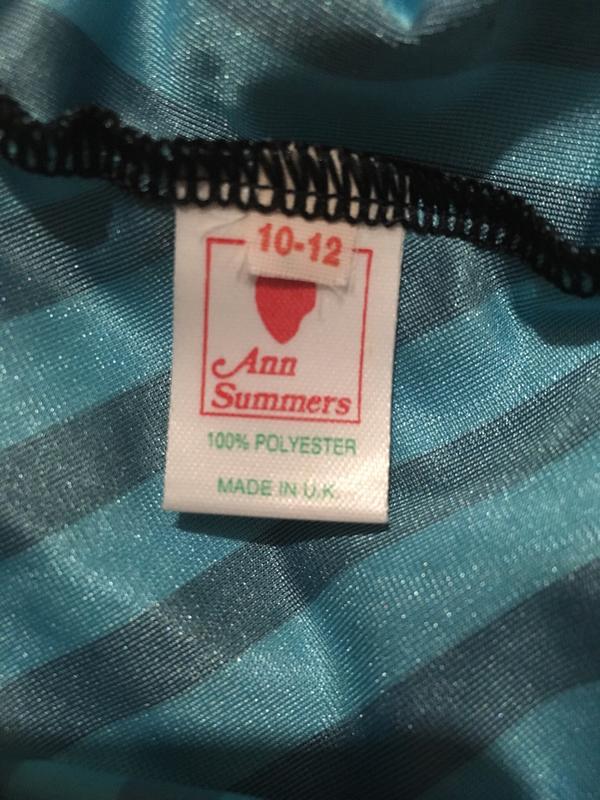 10-12
Ann
Summers
100% POLYESTER
MADE IN U.K.